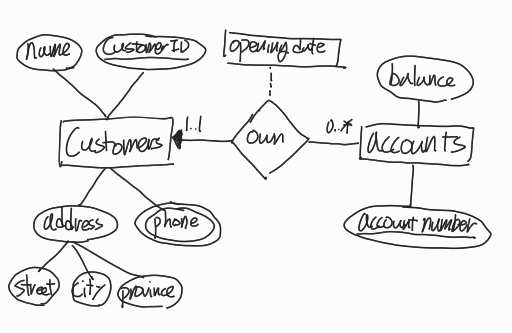 name
CustomerID
opening date
balance
Customers
1..1
own
0..*
accounts
address
phone
account number
street
City
province